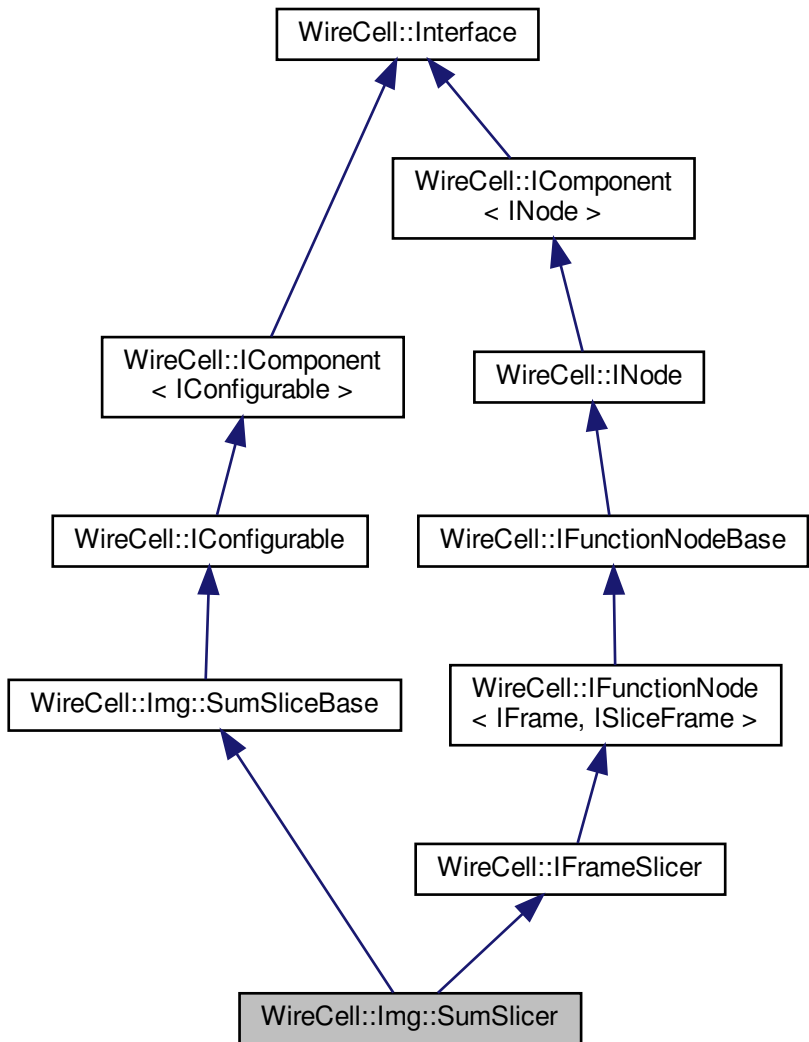 WireCell::Interface
WireCell::IComponent
< INode >
WireCell::IComponent
< IConfigurable >
WireCell::INode
WireCell::IConfigurable
WireCell::IFunctionNodeBase
WireCell::Img::SumSliceBase
WireCell::IFunctionNode
< IFrame, ISliceFrame >
WireCell::IFrameSlicer
WireCell::Img::SumSlicer